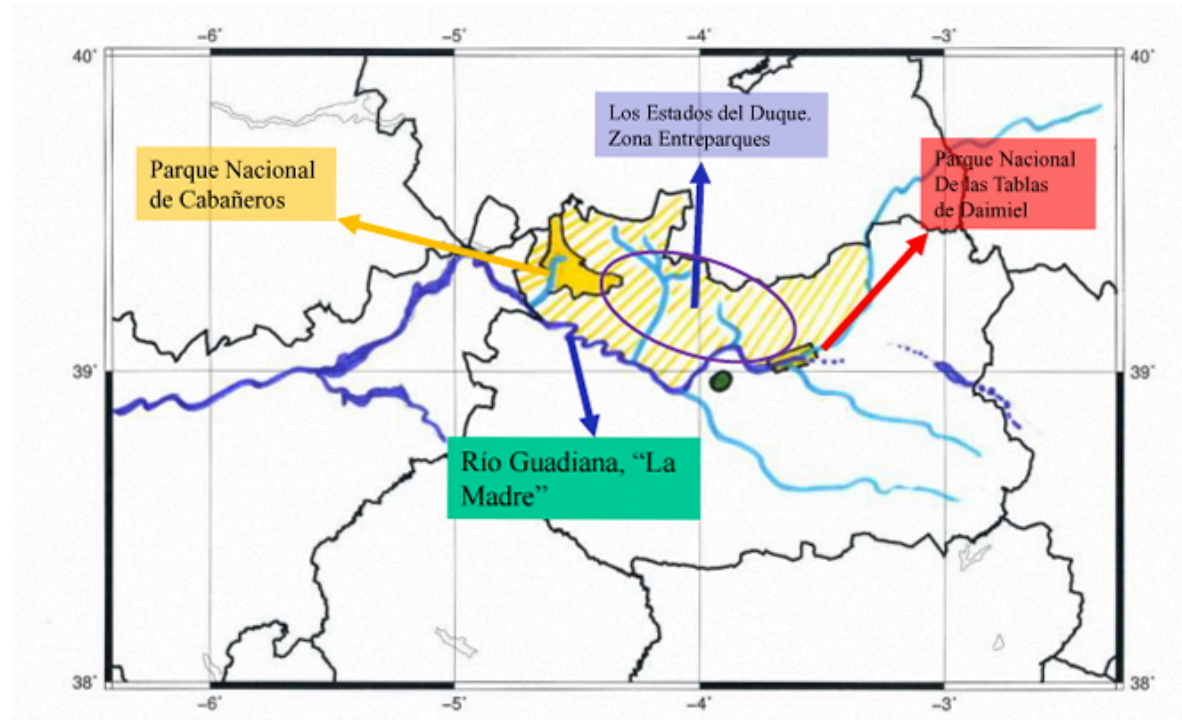 −6°
−5°
−4°
−3°
40°
40°
Los Estados del Duque.
Zona Entreparques
Parque Nacional
de Cabañeros
Parque Nacional
De las Tablas
de Daimiel
39°
39°
Río Guadiana, “La
Madre”
38°
38°
−6°
−5°
−4°
−3°